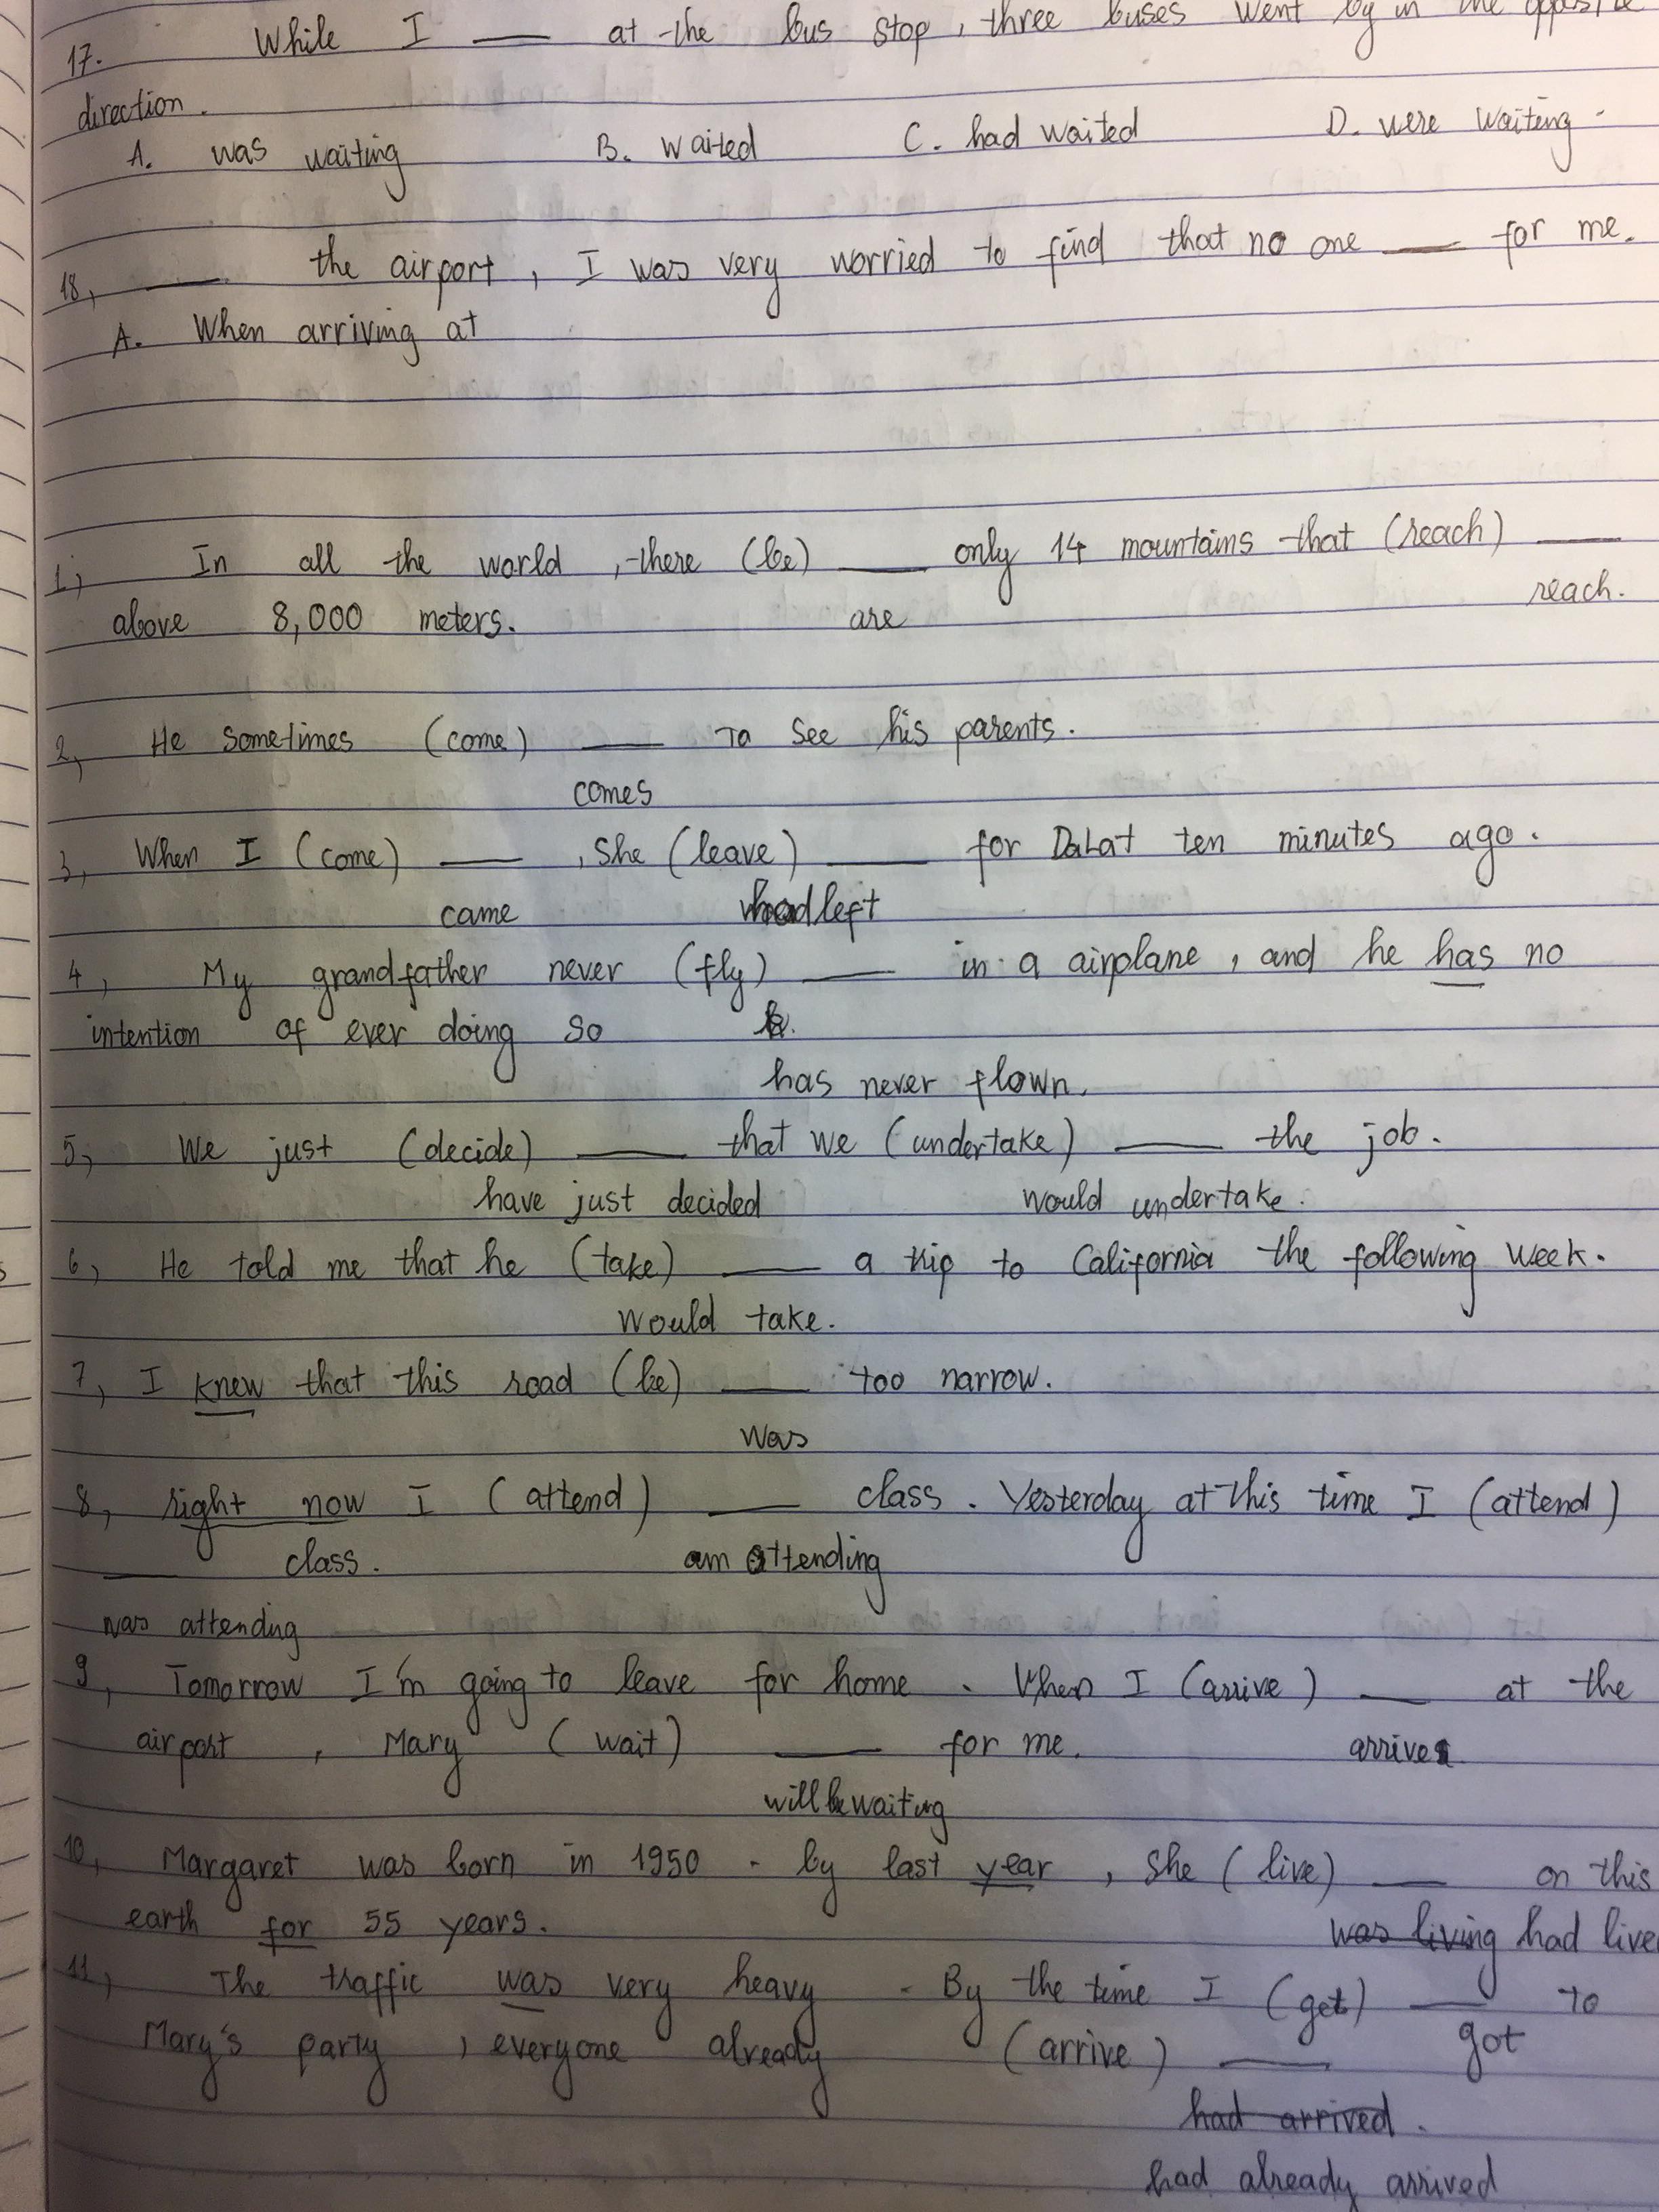 17. While I ___ at the bus stop, three buses went by in the
direction.
A. was waiting B. waited C. had waited D. were waiting
18, ___ the airport, I was very worried to find that no one ___ for me.
A. When arriving at
1, In all the world, there (be) ___ only 14 mountains that (reach) ___
above 8,000 meters. are reach.
2, He sometimes (come) ___ to see his parents.
comes
3, When I (come) ___, she (leave) ___ for DaLat ten minutes ago.
came had left
4, My grandfather never (fly) ___ in a airplane, and he has no
intention of ever doing so
has never flown.
5, We just (decide) ___ that we (undertake) ___ the job.
have just decided would undertake.
6, He told me that he (take) ___ a trip to California the following week.
would take.
7, I knew that this road (be) ___ too narrow.
was
8, right now I (attend) ___ class. Yesterday at this time I (attend)
___ class. am attending
was attending
9, Tomorrow I'm going to leave for home. When I (arrive) ___ at the
airport, Mary (wait) ___ for me. arrive
will be waiting
10, Margaret was born in 1950. by last year, she (live) ___ on this
earth for 55 years. was living had live
11, The traffic was very heavy. By the time I (get) ___ to
Mary's party, everyone already (arrive) ___ got
had arrived.
had already arrived